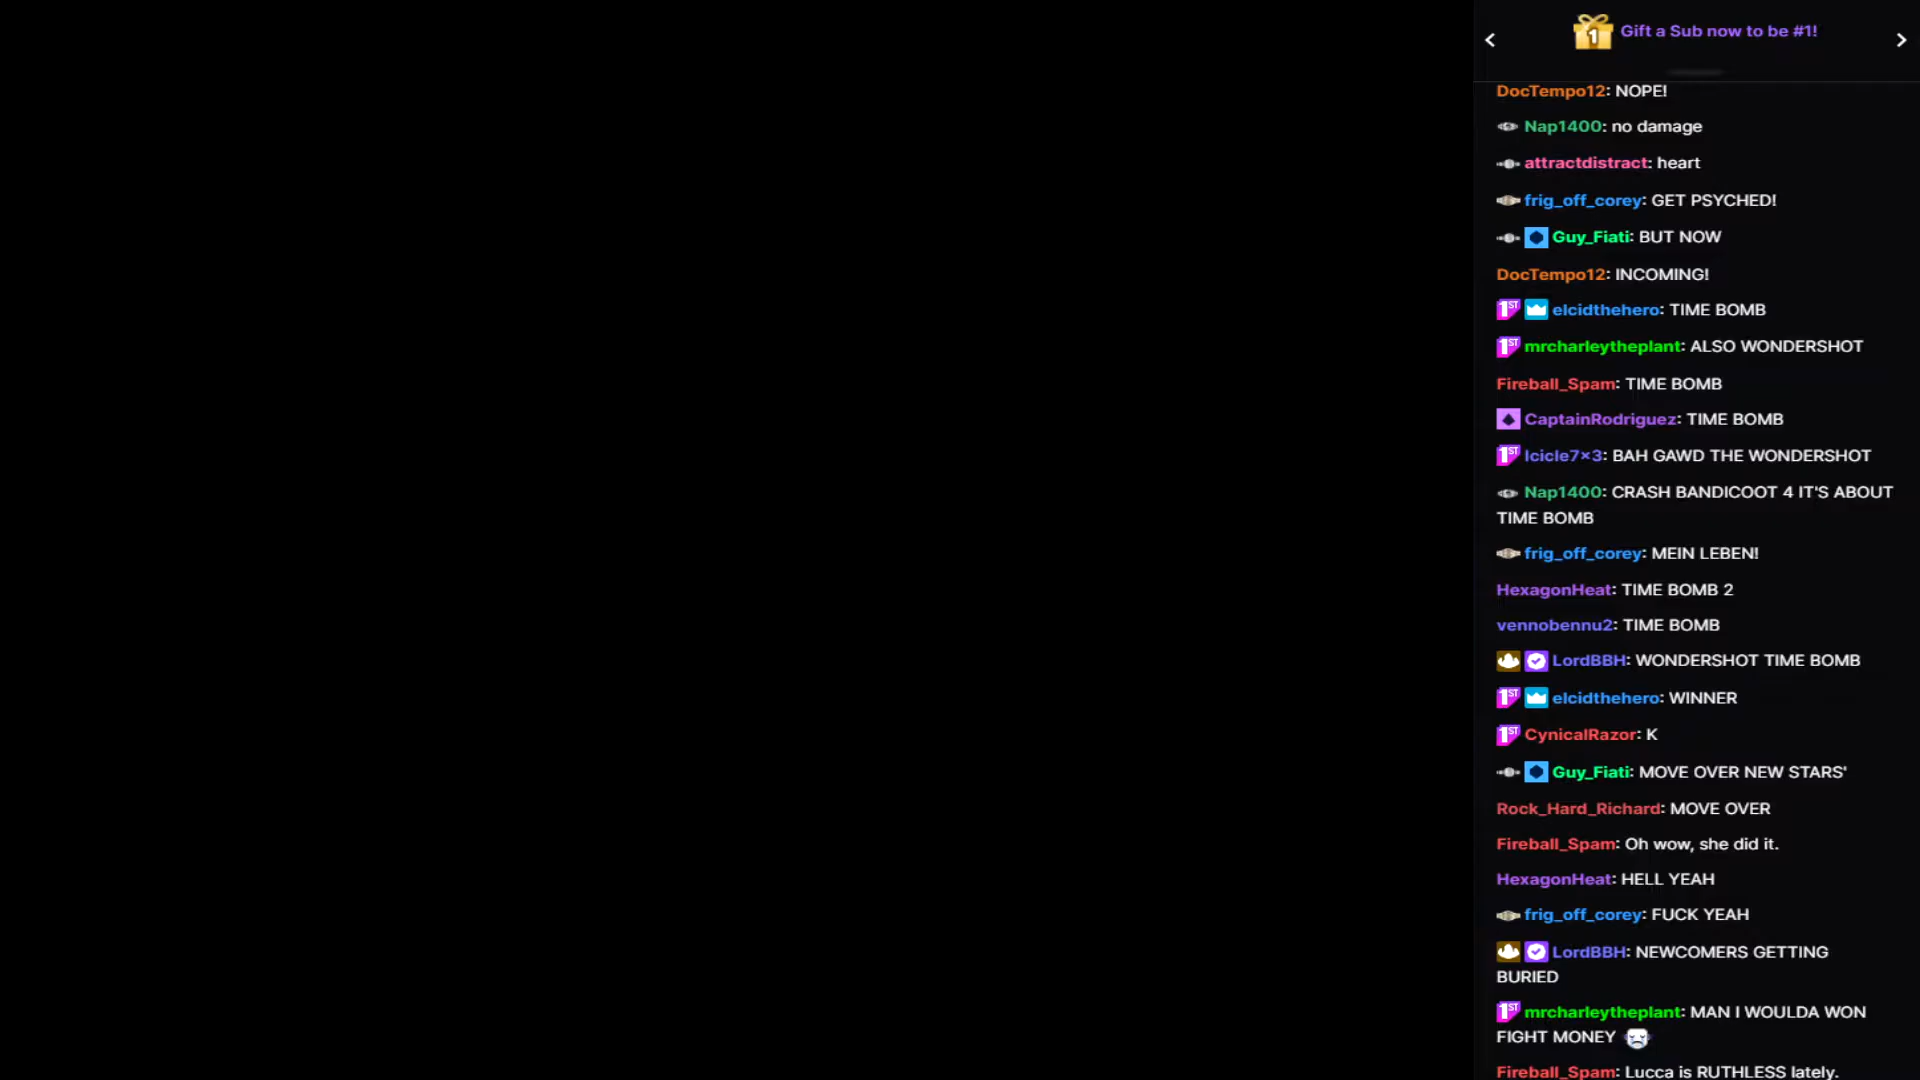 Gift a Sub now to be #1!
DocTempo12: NOPE!
Nap1400: no damage
attractdistract: heart
frig_off_corey: GET PSYCHED!
Guy_Fiati: BUT NOW
DocTempo12: INCOMING!
elcidthehero: TIME BOMB
mrcharleytheplant: ALSO WONDERSHOT
Fireball_Spam: TIME BOMB
CaptainRodriguez: TIME BOMB
Icicle7x3: BAH GAWD THE WONDERSHOT
Nap1400: CRASH BANDICOOT 4 IT'S ABOUT
TIME BOMB
frig_off_corey: MEIN LEBEN!
HexagonHeat: TIME BOMB 2
vennobennu2: TIME BOMB
LordBBH: WONDERSHOT TIME BOMB
elcidthehero: WINNER
CynicalRazor: K
Guy_Fiati: MOVE OVER NEW STARS'
Rock_Hard_Richard: MOVE OVER
Fireball_Spam: Oh wow, she did it.
HexagonHeat: HELL YEAH
frig_off_corey: FUCK YEAH
LordBBH: NEWCOMERS GETTING
BURIED
mrcharleytheplant: MAN I WOULDA WON
FIGHT MONEY
Fireball_Spam: Lucca is RUTHLESS lately.